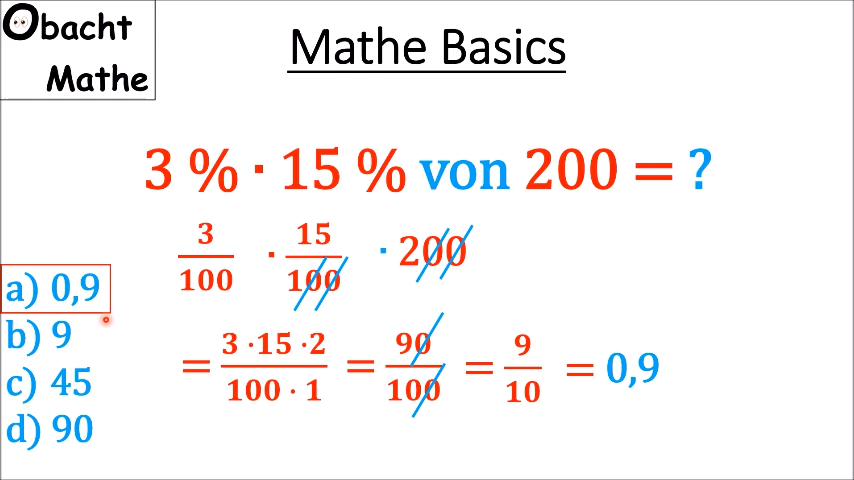 Obacht
Mathe
Mathe Basics
3 % · 15 % von 200 = ?
3/100 · 15/100 · 200
a) 0,9
b) 9
c) 45
d) 90
= 3 · 15 · 2/100 · 1 = 90/100 = 9/10 = 0,9